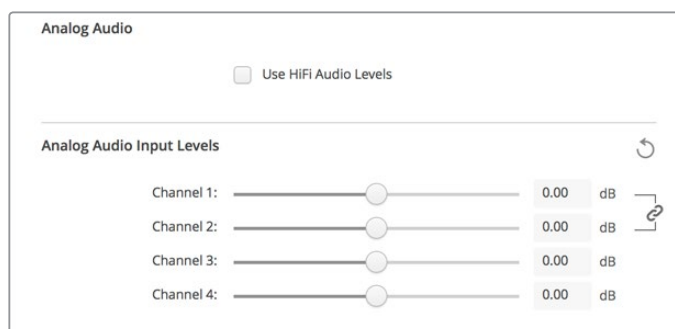 Analog Audio
Use HiFi Audio Levels
Analog Audio Input Levels
Channel 1: 0.00 dB
Channel 2: 0.00 dB
Channel 3: 0.00 dB
Channel 4: 0.00 dB